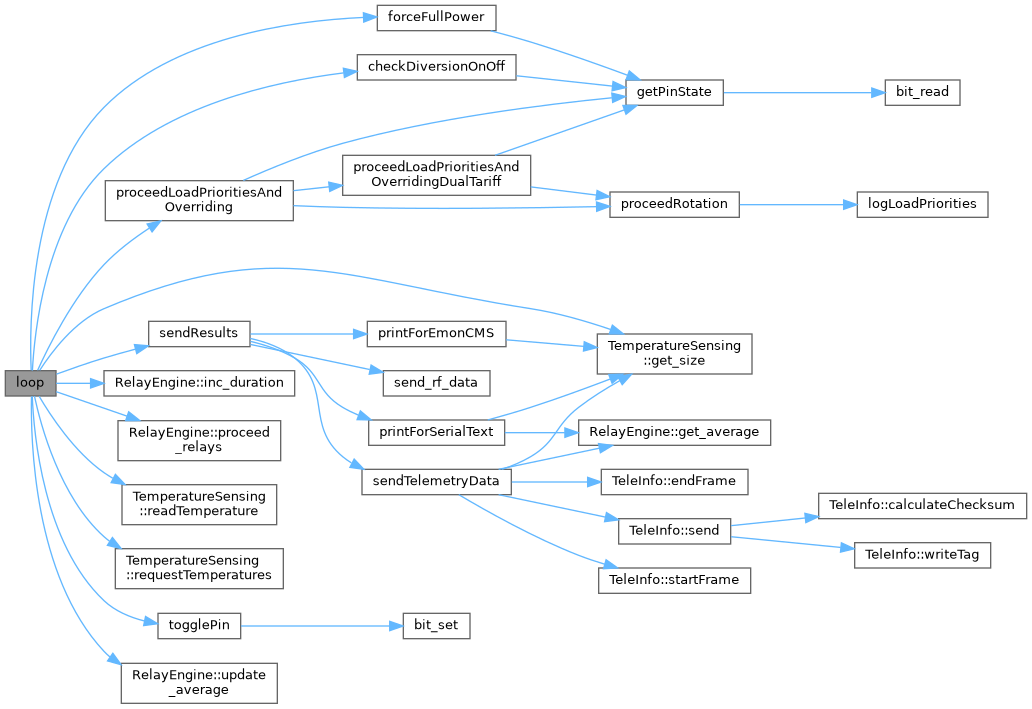 forceFullPower
checkDiversionOnOff
getPinState
bit_read
proceedLoadPrioritiesAnd
OverridingDualTariff
proceedLoadPrioritiesAnd
Overriding
proceedRotation
logLoadPriorities
sendResults
printForEmonCMS
TemperatureSensing
::get_size
loop
RelayEngine::inc_duration
send_rf_data
RelayEngine::proceed
_relays
printForSerialText
RelayEngine::get_average
sendTelemetryData
TeleInfo::endFrame
TemperatureSensing
::readTemperature
TeleInfo::send
TeleInfo::calculateChecksum
TeleInfo::writeTag
TemperatureSensing
::requestTemperatures
TeleInfo::startFrame
togglePin
bit_set
RelayEngine::update
_average